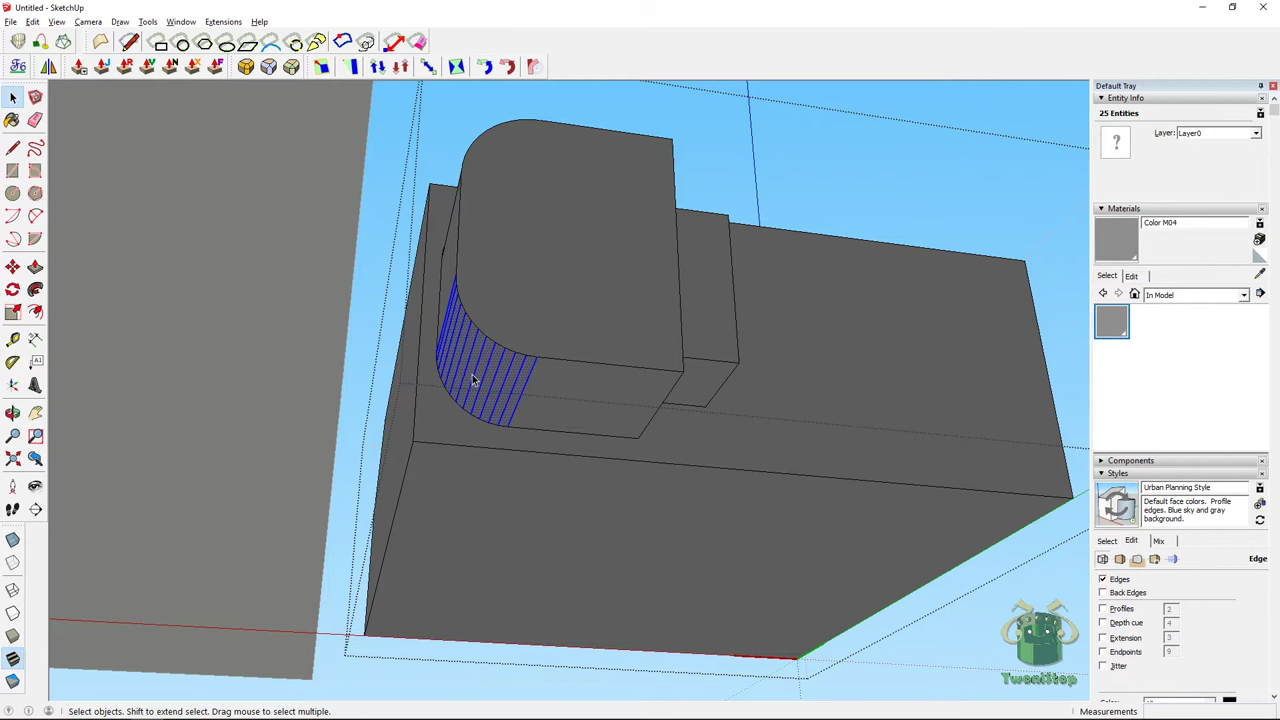 Untitled - SketchUp
File Edit View Camera Draw Tools Window Extensions Help
Default Tray
Entity Info
25 Entities
Layer: Layer0
?
Materials
Color M04
Select Edit
In Model
Components
Styles
Urban Planning Style
Default face colors. Profile
edges. Blue sky and gray
background.
Select Edit Mix
Edge
Edges
Back Edges
Profiles 2
Depth cue 4
Extension 3
Endpoints 9
Jitter
Select objects. Shift to extend select. Drag mouse to select multiple.
Measurements